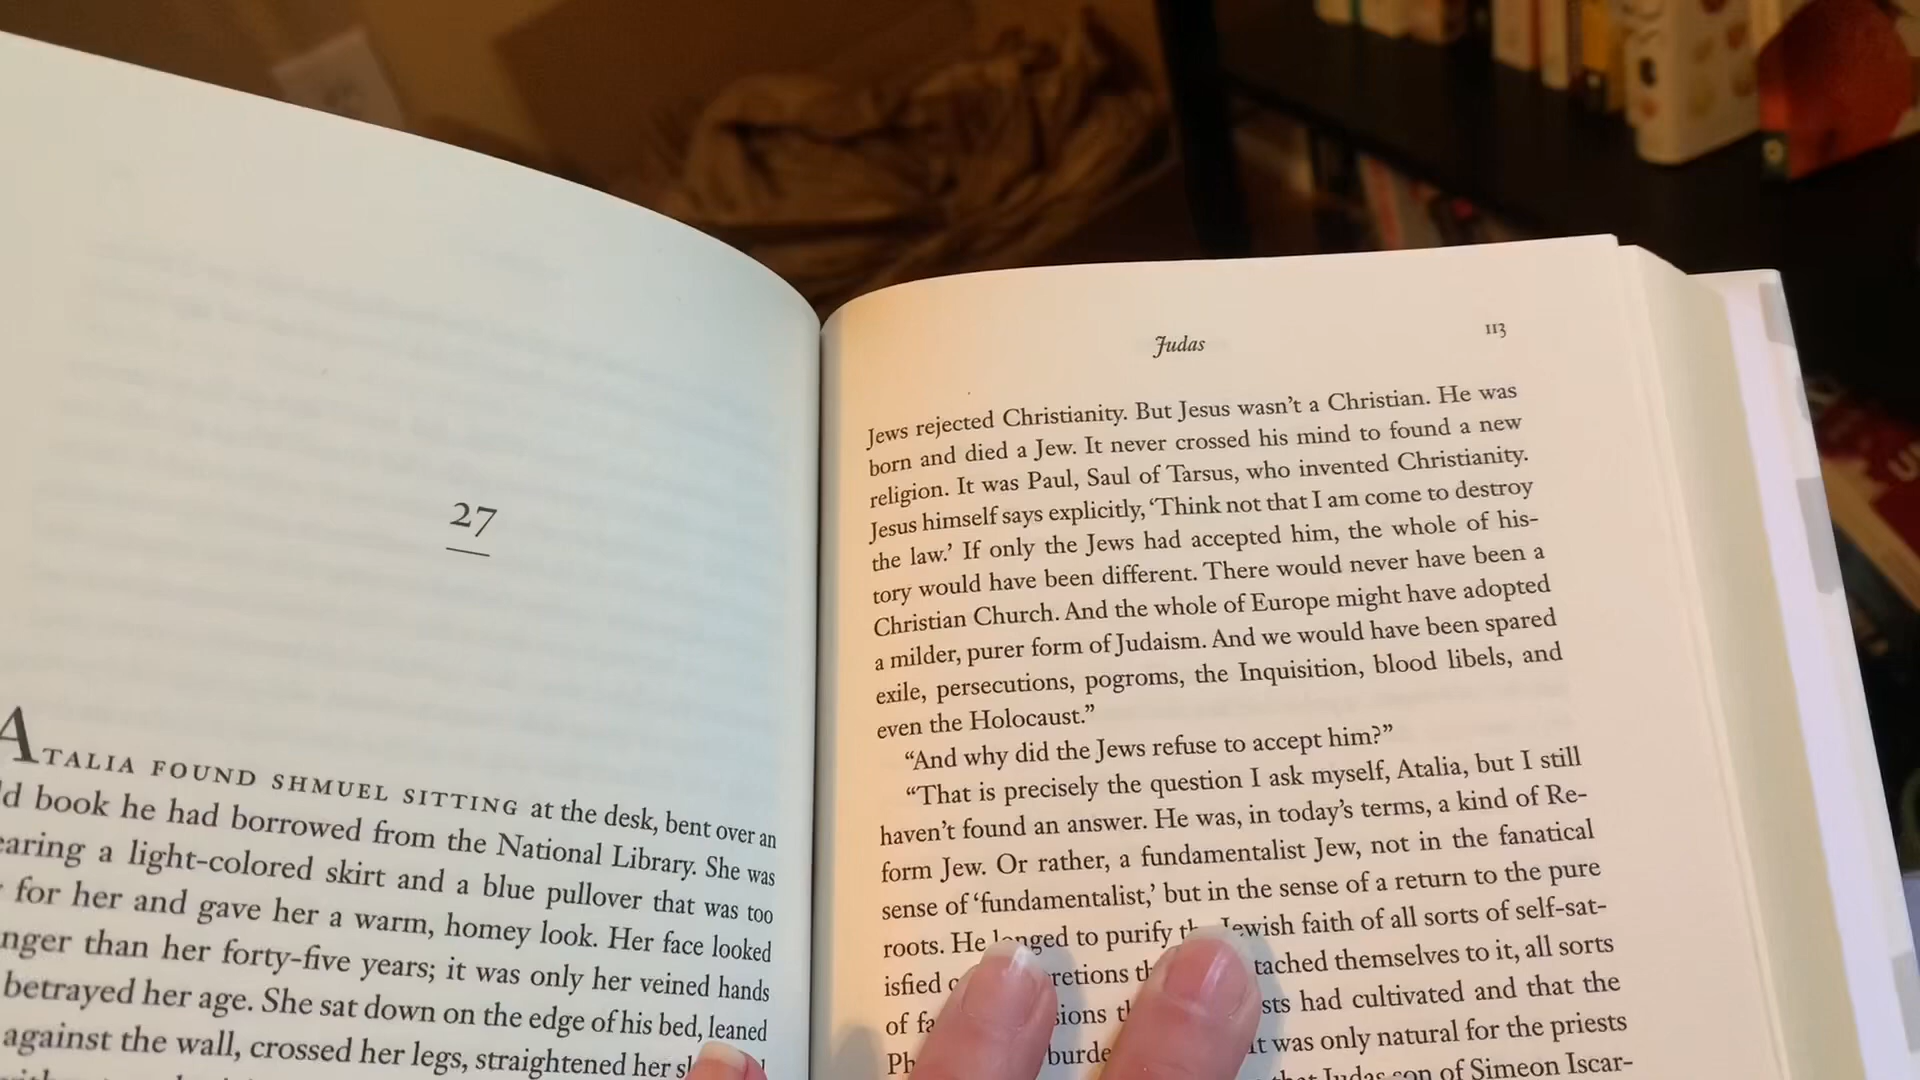 27
ATALIA FOUND SHMUEL SITTING at the desk, bent over an
book he had borrowed from the National Library. She was
a light-colored skirt and a blue pullover that was too
for her and gave her a warm, homey look. Her face looked
than her forty-five years; it was only her veined hands
betrayed her age. She sat down on the edge of his bed, leaned
against the wall, crossed her legs, straightened her
Judas
113
Jews rejected Christianity. But Jesus wasn't a Christian. He was
born and died a Jew. It never crossed his mind to found a new
religion. It was Paul, Saul of Tarsus, who invented Christianity.
Jesus himself says explicitly, ‘Think not that I am come to destroy
the law.’ If only the Jews had accepted him, the whole of his-
tory would have been different. There would never have been a
Christian Church. And the whole of Europe might have adopted
a milder, purer form of Judaism. And we would have been spared
exile, persecutions, pogroms, the Inquisition, blood libels, and
even the Holocaust.”
“And why did the Jews refuse to accept him?”
“That is precisely the question I ask myself, Atalia, but I still
haven't found an answer. He was, in today's terms, a kind of Re-
form Jew. Or rather, a fundamentalist Jew, not in the fanatical
sense of ‘fundamentalist,’ but in the sense of a return to the pure
roots. He longed to purify the Jewish faith of all sorts of self-sat-
isfied tached themselves to it, all sorts
of had cultivated and that the
It was only natural for the priests
that Judas son of Simeon Iscar-